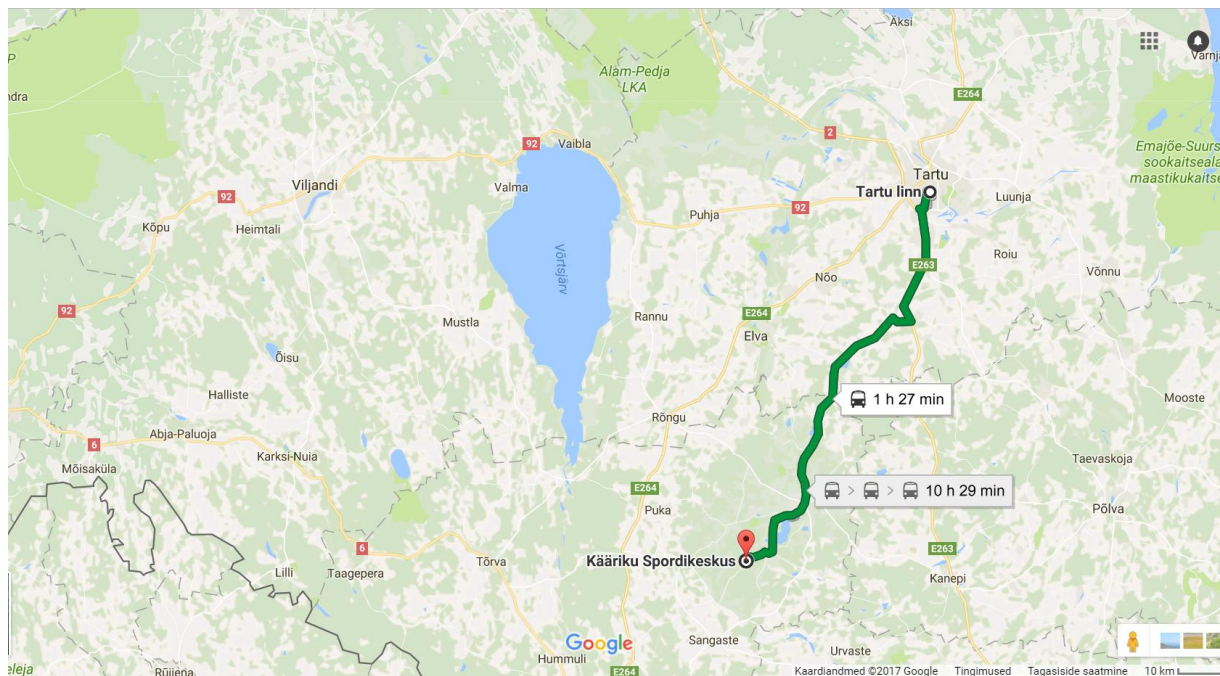 Äksi
Alam-Pedja
LKA
E264
Varnja
92
Vaibla
2
Emajõe-Suurs
sookaitseala
maastikukaitse
Tartu
Viljandi
Valma
Tartu linn
Luunja
92
92
Puhja
Kõpu
Heimtali
Võrtsjärv
E263
Roiu
Võnnu
Nõo
92
Mustla
Rannu
E264
Elva
Õisu
Halliste
1 h 27 min
Mooste
Rõngu
Abja-Paluoja
6
Karksi-Nuia
Taevaskoja
Mõisaküla
E264
> > 10 h 29 min
Puka
Põlva
6
Kääriku Spordikeskus
E263
Tõrva
Lilli
Taagepera
Kanepi
Google
Sangaste
Urvaste
Hummuli
E264
Rūjiena
Kaardiandmed ©2017 Google Tingimused Tagasiside saatmine 10 km